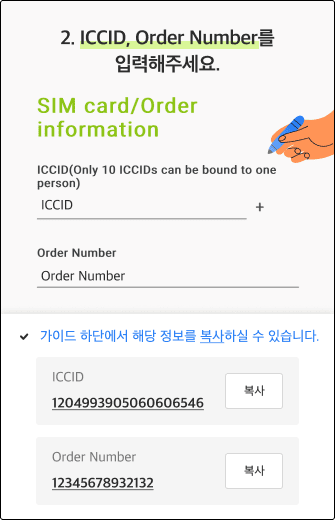 2. ICCID, Order Number를
입력해주세요.
SIM card/Order
information
ICCID(Only 10 ICCIDs can be bound to one
person)
ICCID +
Order Number
Order Number
✓ 가이드 하단에서 해당 정보를 복사하실 수 있습니다.
ICCID
1204993905060606546
복사
Order Number
12345678932132
복사